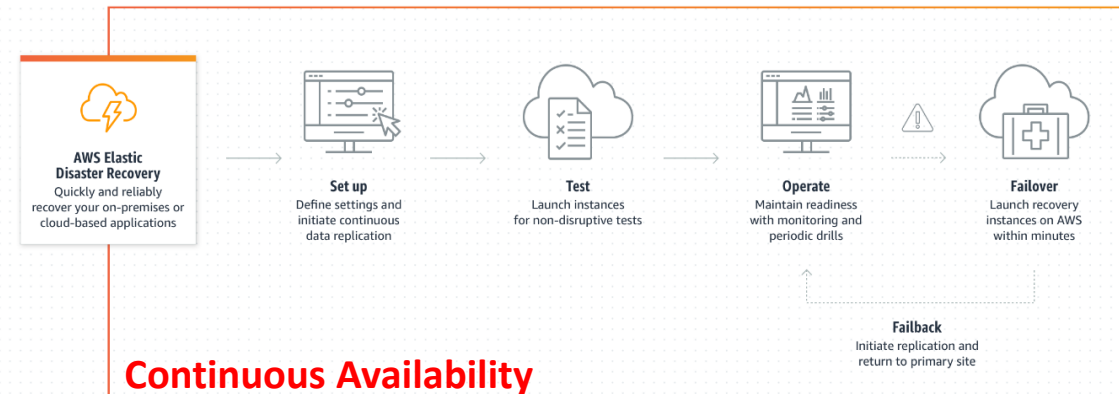 AWS Elastic
Disaster Recovery
Quickly and reliably
recover your on-premises or
cloud-based applications
Set up
Define settings and
initiate continuous
data replication
Test
Launch instances
for non-disruptive tests
Operate
Maintain readiness
with monitoring and
periodic drills
Failover
Launch recovery
instances on AWS
within minutes
Failback
Initiate replication and
return to primary site
Continuous Availability